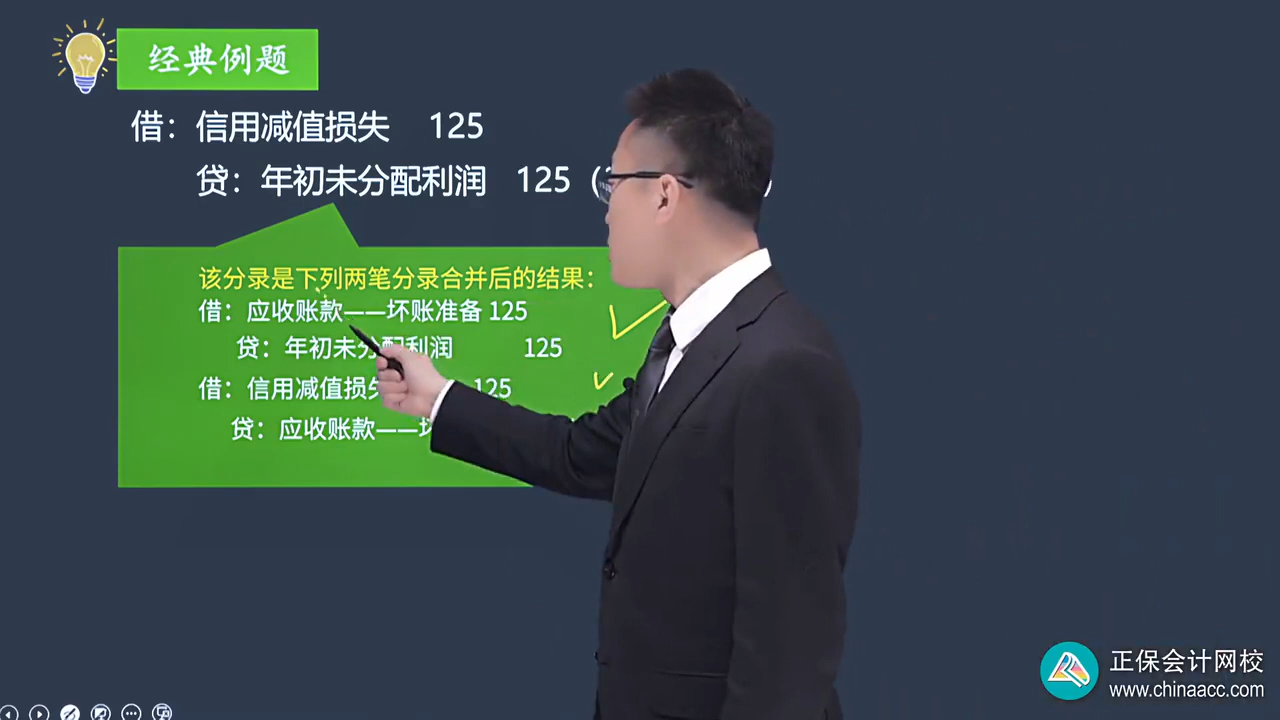 经典例题
借：信用减值损失 125
贷：年初未分配利润 125（
该分录是下列两笔分录合并后的结果：
借：应收账款——坏账准备 125
贷：年初未分配利润 125
借：信用减值损失 125
贷：应收账款——
正保会计网校
www.chinaacc.com